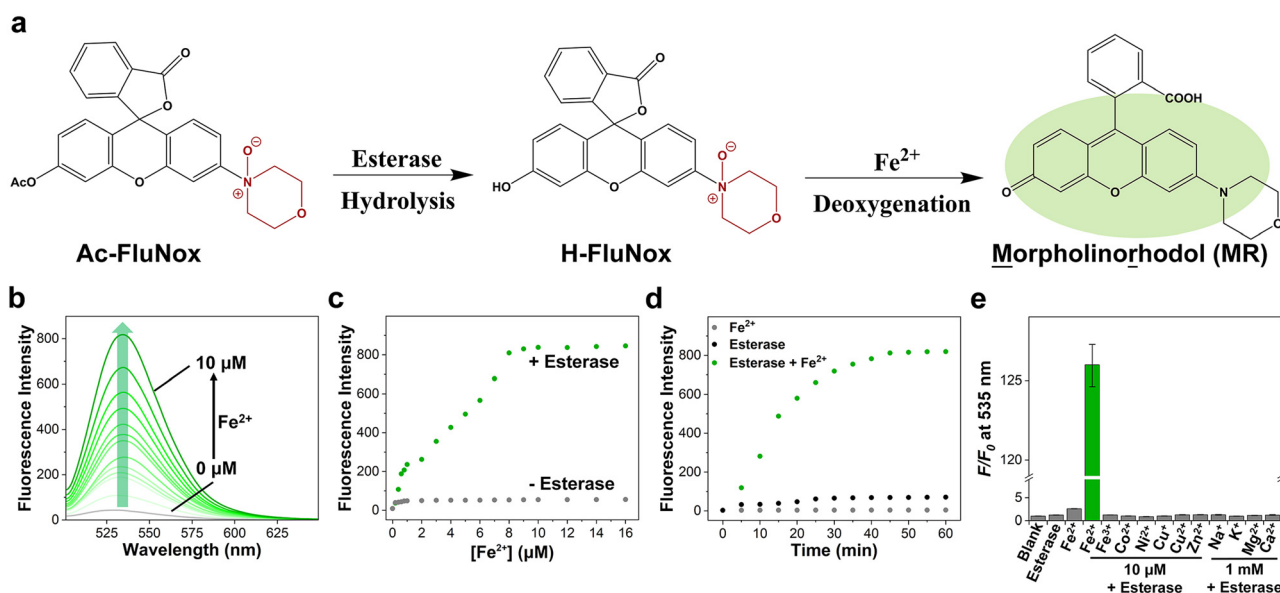 a
O
O
AcO
O
N
⊕
O⊖
O
Ac-FluNox
Esterase
Hydrolysis
O
O
HO
O
N
⊕
O⊖
O
H-FluNox
Fe²⁺
Deoxygenation
COOH
O
O
N
O
Morpholinorhodol (MR)
b
Fluorescence Intensity
800
600
400
200
0
10 µM
Fe²⁺
0 µM
525 550 575 600 625
Wavelength (nm)
c
Fluorescence Intensity
800
600
400
200
0
+ Esterase
- Esterase
0 2 4 6 8 10 12 14 16
[Fe²⁺] (µM)
d
Fluorescence Intensity
800
600
400
200
0
Fe²⁺
Esterase
Esterase + Fe²⁺
0 10 20 30 40 50 60
Time (min)
e
F/F₀ at 535 nm
125
120
5
0
Blank
Esterase
Fe²⁺
Fe²⁺
Fe³⁺
Co²⁺
Ni²⁺
Cu⁺
Cu²⁺
Zn²⁺
Na⁺
K⁺
Mg²⁺
Ca²⁺
10 µM
+ Esterase
1 mM
+ Esterase